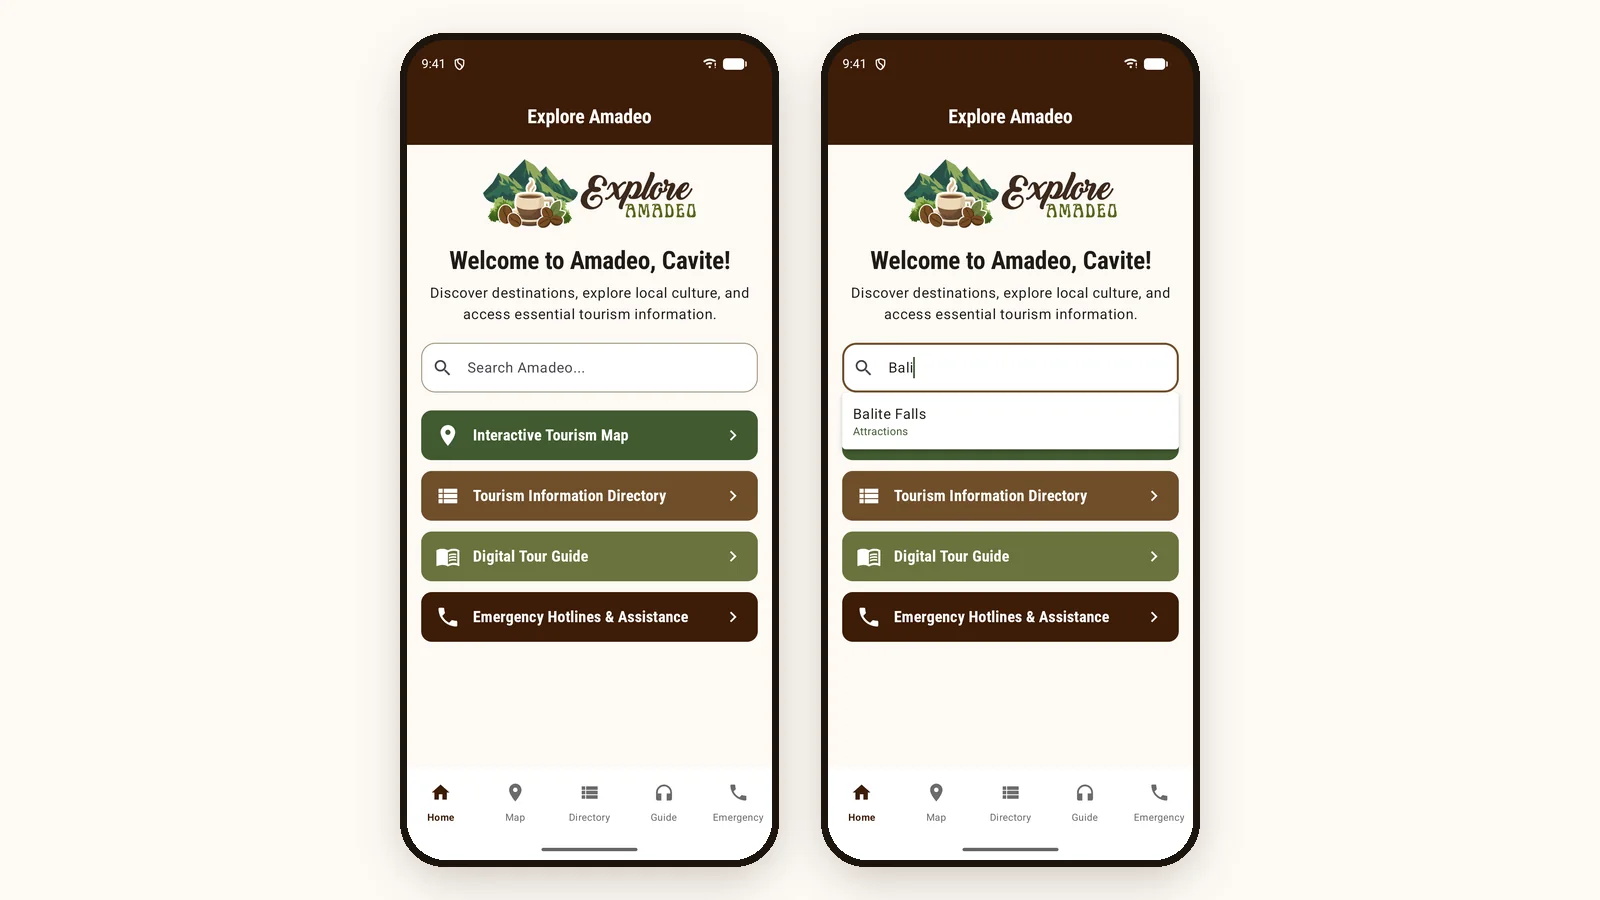 9:41
Explore Amadeo
Explore
AMADEO
Welcome to Amadeo, Cavite!
Discover destinations, explore local culture, and
access essential tourism information.
Search Amadeo...
Interactive Tourism Map
Tourism Information Directory
Digital Tour Guide
Emergency Hotlines & Assistance
Home
Map
Directory
Guide
Emergency
9:41
Explore Amadeo
Explore
AMADEO
Welcome to Amadeo, Cavite!
Discover destinations, explore local culture, and
access essential tourism information.
Bali
Balite Falls
Attractions
Tourism Information Directory
Digital Tour Guide
Emergency Hotlines & Assistance
Home
Map
Directory
Guide
Emergency